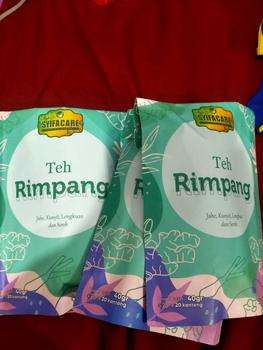 SYIFACARE
Teh
Rimpang
Jahe, Kunyit, Lengkuas
dan Sereh
40gr
20 kantong
SYIFACARE
Teh
Rimpang
Jahe, Kunyit, Lengkuas
dan Sereh
40gr
20 kantong